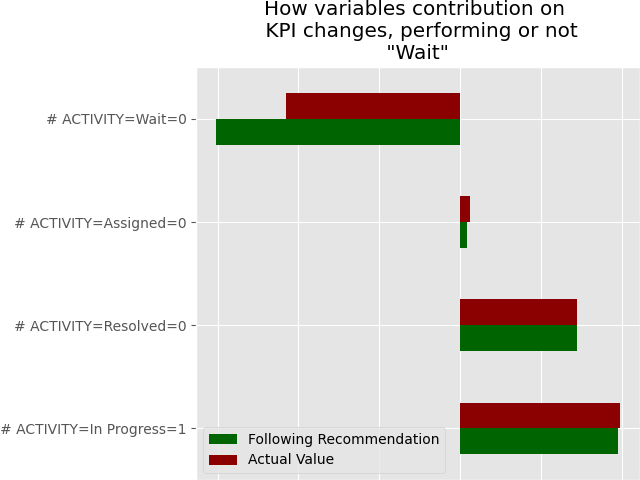 How variables contribution on
KPI changes, performing or not
"Wait"
# ACTIVITY=Wait=0
# ACTIVITY=Assigned=0
# ACTIVITY=Resolved=0
# ACTIVITY=In Progress=1
Following Recommendation
Actual Value